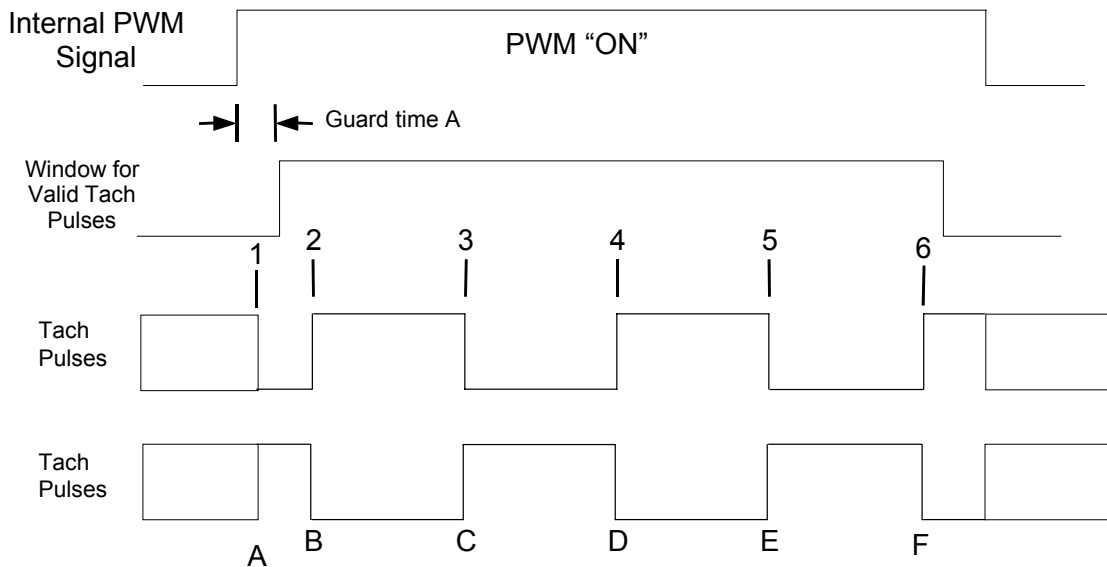 Internal PWM
Signal
PWM “ON”
Guard time A
Window for
Valid Tach
Pulses
1 2 3 4 5 6
Tach
Pulses
Tach
Pulses
A B C D E F